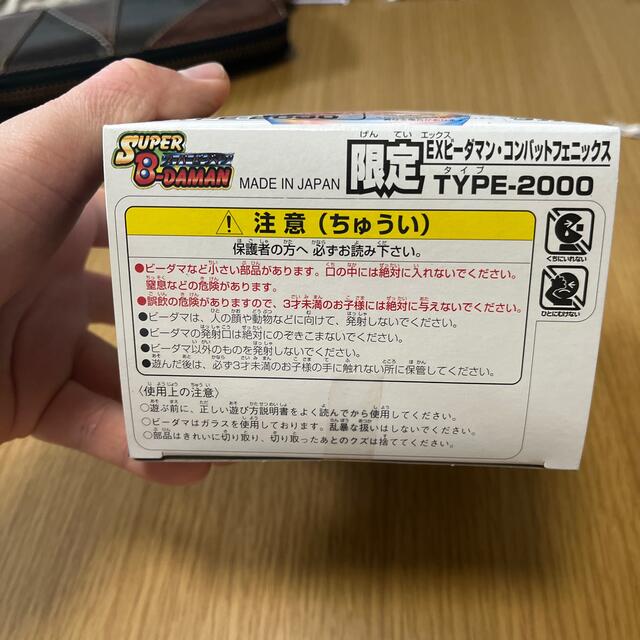 SUPER
B-DAMAN
MADE IN JAPAN
限定
げん てい エックス
EXビーダマン・コンバットフェニックス
タイプ
TYPE-2000
注意（ちゅうい）
保護者の方へ 必ずお読み下さい。
くちにいれない
ひとにむけない
●ビーダマなど小さい部品があります。口の中には絶対に入れないでください。
窒息などの危険があります。
●誤飲の危険がありますので、3才未満のお子様には絶対に与えないでください。
●ビーダマは、人の顔や動物などに向けて、発射しないでください。
●ビーダマの発射口は絶対にのぞきこまないでください。
●ビーダマ以外のものを発射しないでください。
●遊んだ後は、必ず3才未満のお子様の手に触れない所に保管してください。
〈使用上の注意〉
○遊ぶ前に、正しい遊び方説明書をよく読んでから使用してください。
○ビーダマはガラスを使用しております。乱暴な扱いはしないでください。
○部品はきれいに切り取り、切り取ったあとのクズは捨ててください。